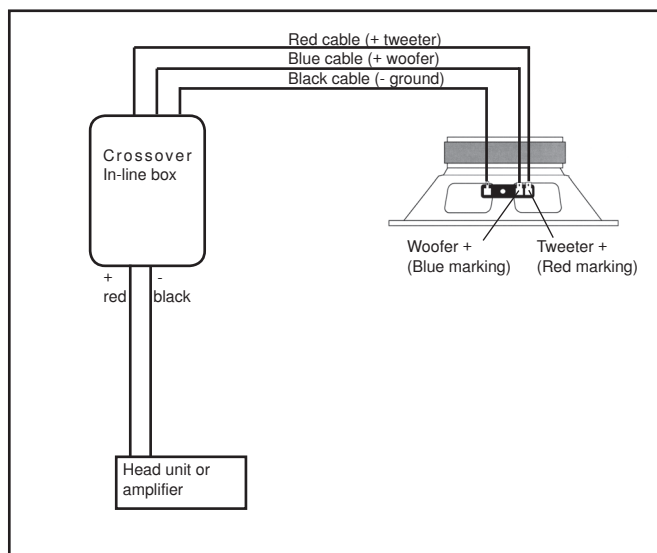 Red cable (+ tweeter)
Blue cable (+ woofer)
Black cable (- ground)
Crossover
In-line box
Woofer +
(Blue marking)
Tweeter +
(Red marking)
+ -
red black
Head unit or
amplifier